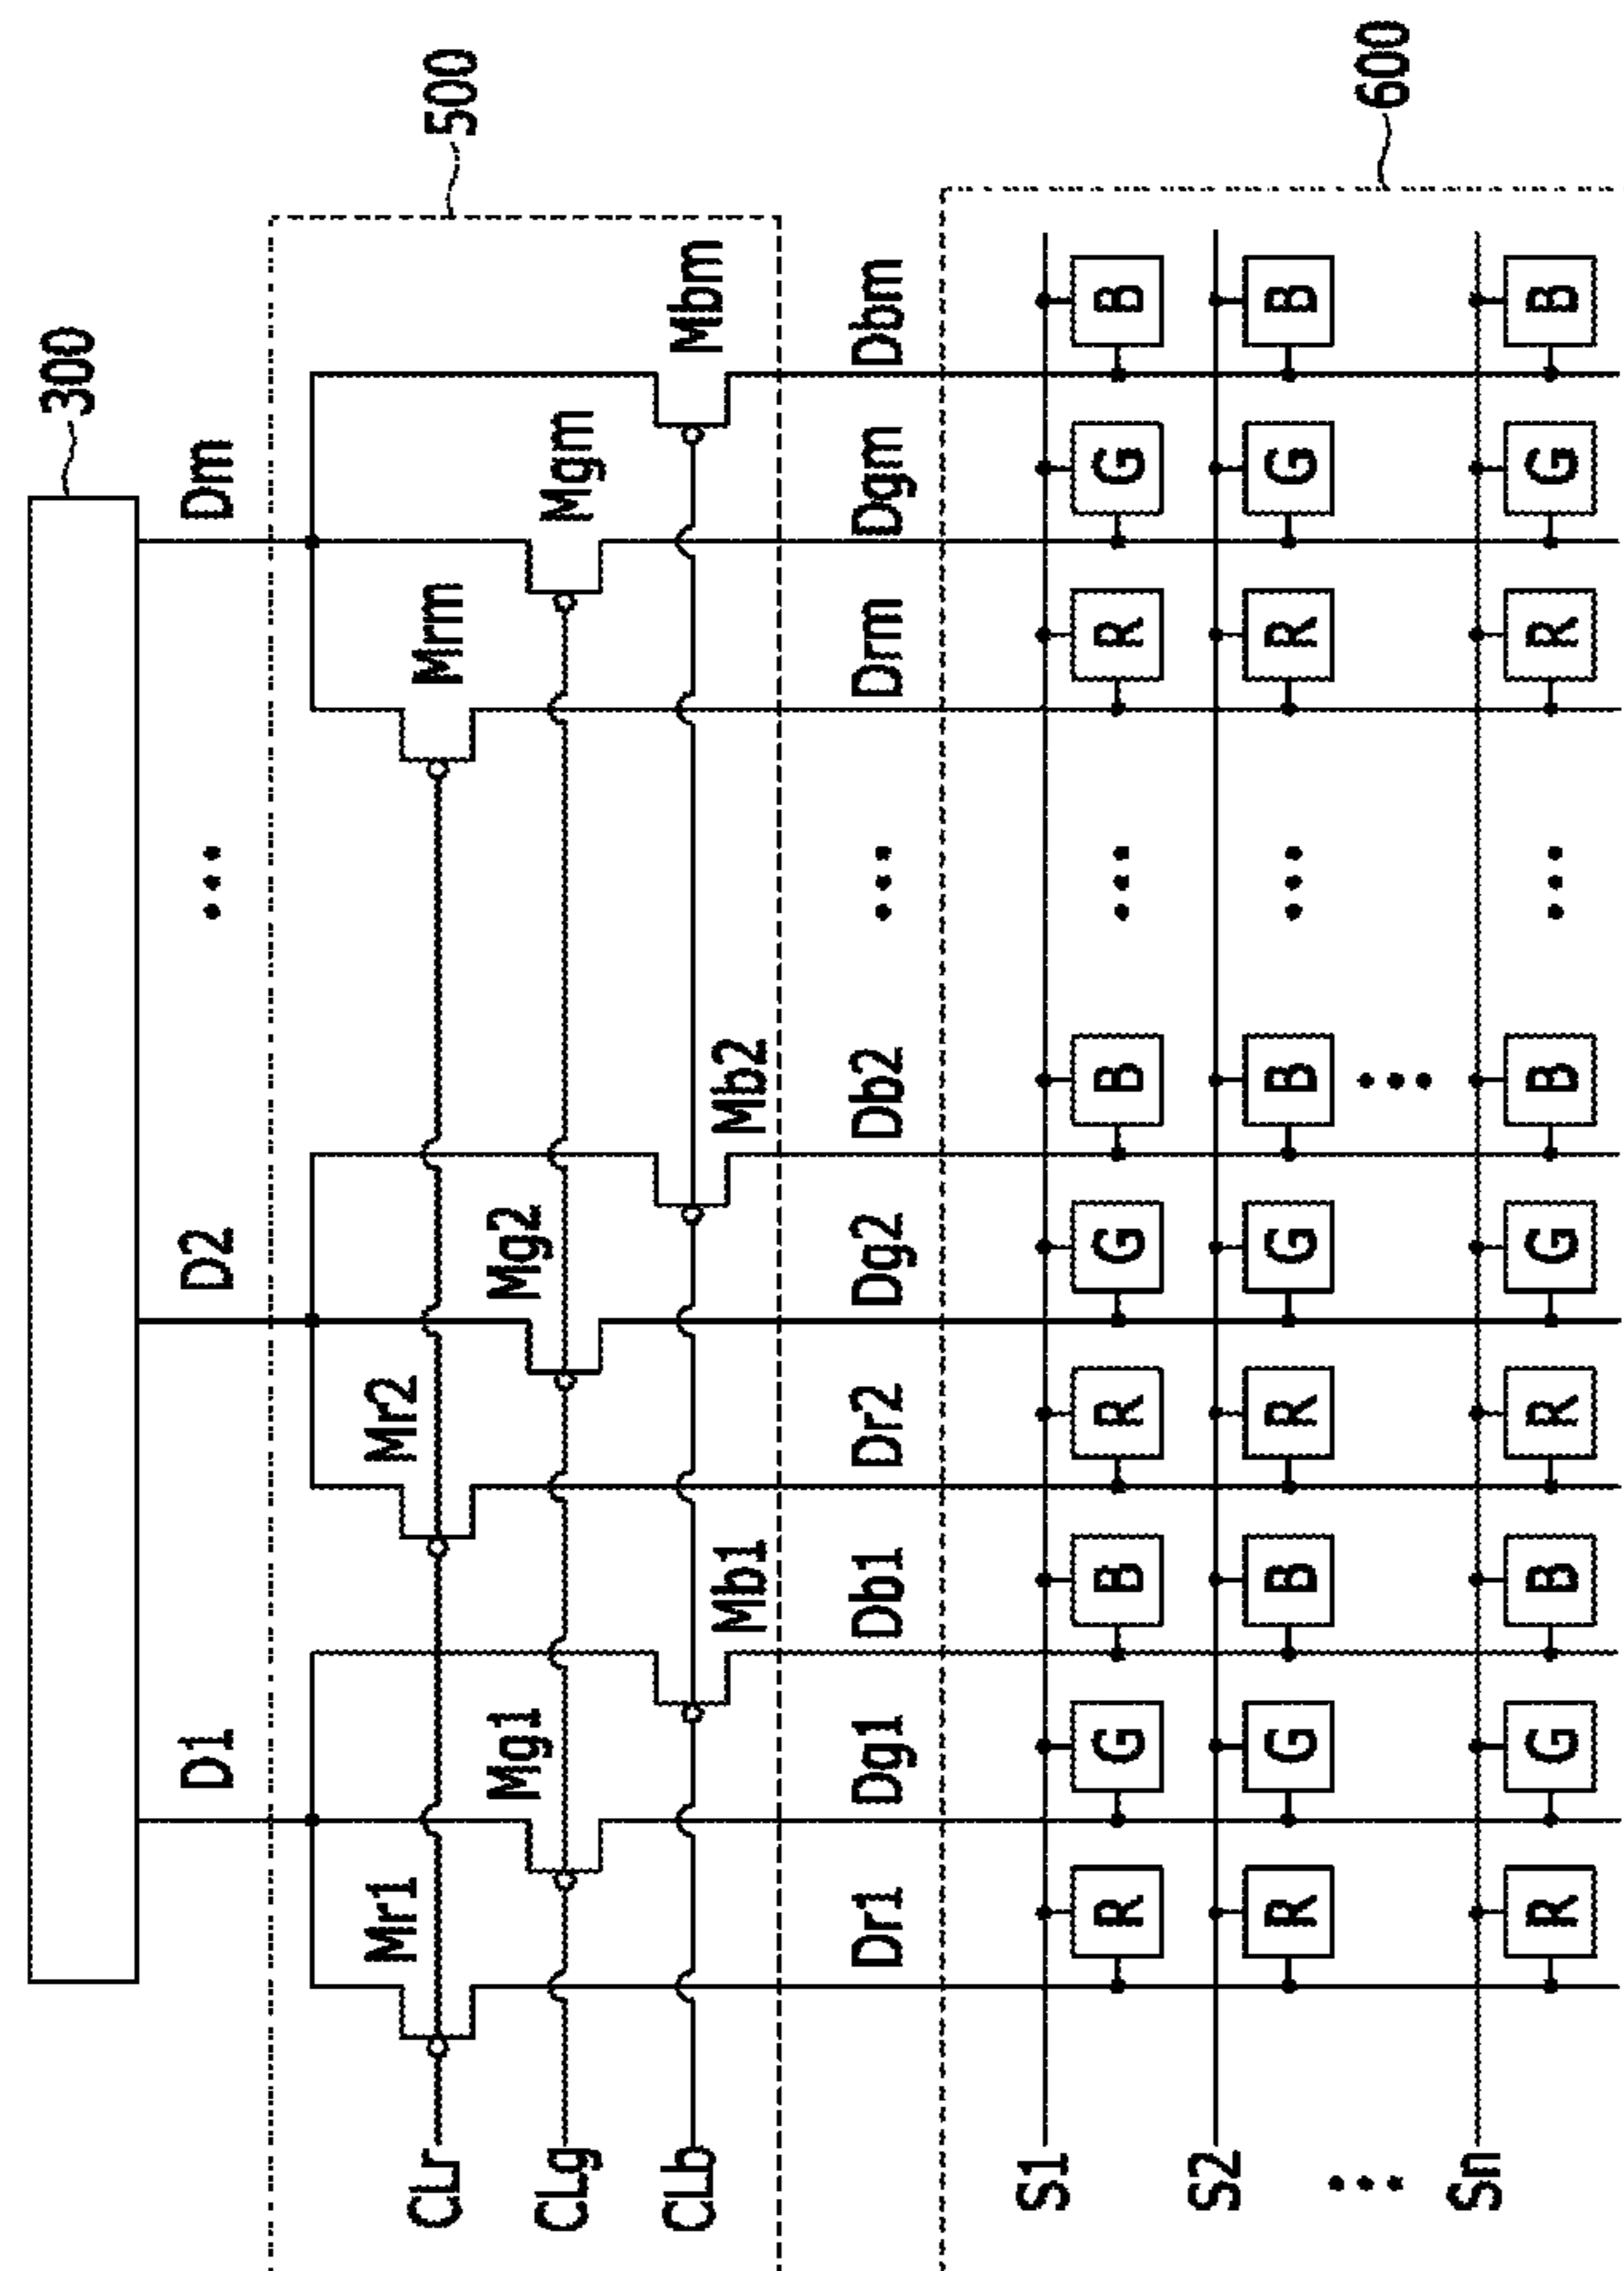 300
D1 D2 ... Dm
500
Mr1 Mr2 Mrm
CLr
Mg1 Mg2 Mgm
CLg
Mb1 Mb2 Mbm
CLb
Dr1 Dg1 Db1 Dr2 Dg2 Db2 ... Drm Dgm Dbm
600
S1
R G B R G B ... R G B
S2
R G B R G B ... R G B
... ...
Sn
R G B R G B ... R G B